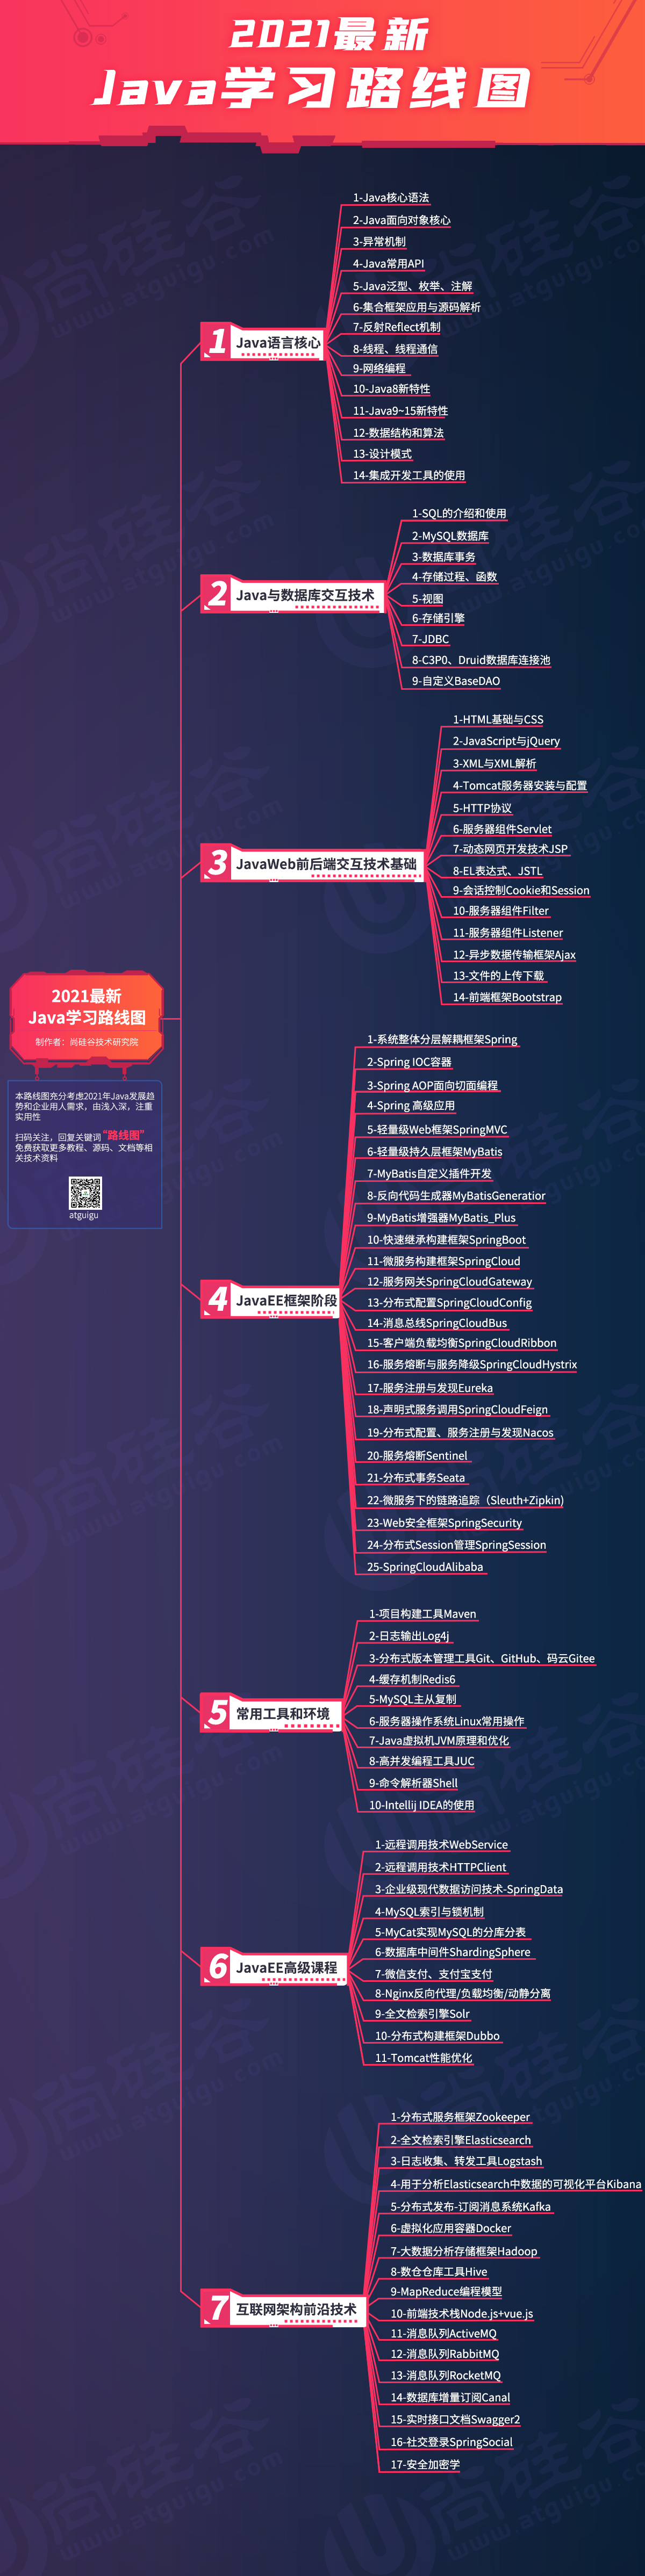 2021最新
Java学习路线图
1
Java语言核心
1-Java核心语法
2-Java面向对象核心
3-异常机制
4-Java常用API
5-Java泛型、枚举、注解
6-集合框架应用与源码解析
7-反射Reflect机制
8-线程、线程通信
9-网络编程
10-Java8新特性
11-Java9~15新特性
12-数据结构和算法
13-设计模式
14-集成开发工具的使用
2
Java与数据库交互技术
1-SQL的介绍和使用
2-MySQL数据库
3-数据库事务
4-存储过程、函数
5-视图
6-存储引擎
7-JDBC
8-C3P0、Druid数据库连接池
9-自定义BaseDAO
3
JavaWeb前后端交互技术基础
1-HTML基础与CSS
2-JavaScript与jQuery
3-XML与XML解析
4-Tomcat服务器安装与配置
5-HTTP协议
6-服务器组件Servlet
7-动态网页开发技术JSP
8-EL表达式、JSTL
9-会话控制Cookie和Session
10-服务器组件Filter
11-服务器组件Listener
12-异步数据传输框架Ajax
13-文件的上传下载
14-前端框架Bootstrap
2021最新
Java学习路线图
制作者：尚硅谷技术研究院
本路线图充分考虑2021年Java发展趋
势和企业用人需求，由浅入深，注重
实用性
扫码关注，回复关键词“路线图”
免费获取更多教程、源码、文档等相
关技术资料
atguigu
4
JavaEE框架阶段
1-系统整体分层解耦框架Spring
2-Spring IOC容器
3-Spring AOP面向切面编程
4-Spring 高级应用
5-轻量级Web框架SpringMVC
6-轻量级持久层框架MyBatis
7-MyBatis自定义插件开发
8-反向代码生成器MyBatisGeneratior
9-MyBatis增强器MyBatis_Plus
10-快速继承构建框架SpringBoot
11-微服务构建框架SpringCloud
12-服务网关SpringCloudGateway
13-分布式配置SpringCloudConfig
14-消息总线SpringCloudBus
15-客户端负载均衡SpringCloudRibbon
16-服务熔断与服务降级SpringCloudHystrix
17-服务注册与发现Eureka
18-声明式服务调用SpringCloudFeign
19-分布式配置、服务注册与发现Nacos
20-服务熔断Sentinel
21-分布式事务Seata
22-微服务下的链路追踪（Sleuth+Zipkin)
23-Web安全框架SpringSecurity
24-分布式Session管理SpringSession
25-SpringCloudAlibaba
5
常用工具和环境
1-项目构建工具Maven
2-日志输出Log4j
3-分布式版本管理工具Git、GitHub、码云Gitee
4-缓存机制Redis6
5-MySQL主从复制
6-服务器操作系统Linux常用操作
7-Java虚拟机JVM原理和优化
8-高并发编程工具JUC
9-命令解析器Shell
10-Intellij IDEA的使用
6
JavaEE高级课程
1-远程调用技术WebService
2-远程调用技术HTTPClient
3-企业级现代数据访问技术-SpringData
4-MySQL索引与锁机制
5-MyCat实现MySQL的分库分表
6-数据库中间件ShardingSphere
7-微信支付、支付宝支付
8-Nginx反向代理/负载均衡/动静分离
9-全文检索引擎Solr
10-分布式构建框架Dubbo
11-Tomcat性能优化
7
互联网架构前沿技术
1-分布式服务框架Zookeeper
2-全文检索引擎Elasticsearch
3-日志收集、转发工具Logstash
4-用于分析Elasticsearch中数据的可视化平台Kibana
5-分布式发布-订阅消息系统Kafka
6-虚拟化应用容器Docker
7-大数据分析存储框架Hadoop
8-数仓仓库工具Hive
9-MapReduce编程模型
10-前端技术栈Node.js+vue.js
11-消息队列ActiveMQ
12-消息队列RabbitMQ
13-消息队列RocketMQ
14-数据库增量订阅Canal
15-实时接口文档Swagger2
16-社交登录SpringSocial
17-安全加密学
尚硅谷
www.atguigu.com